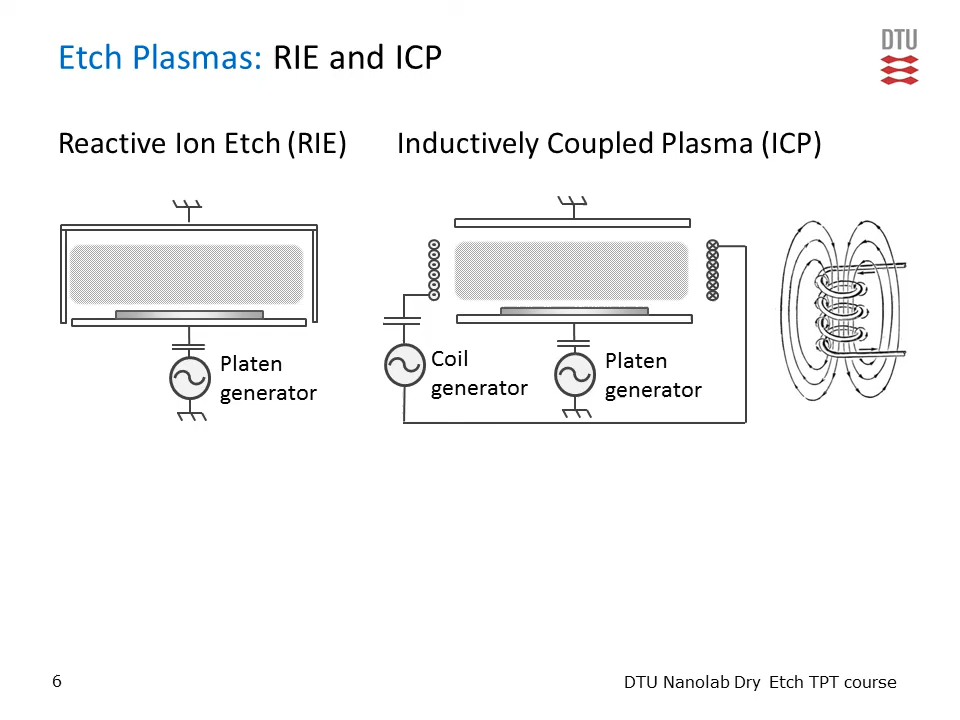 Etch Plasmas: RIE and ICP
DTU
Reactive Ion Etch (RIE)
Inductively Coupled Plasma (ICP)
Platen
generator
Coil
generator
Platen
generator
6
DTU Nanolab Dry Etch TPT course